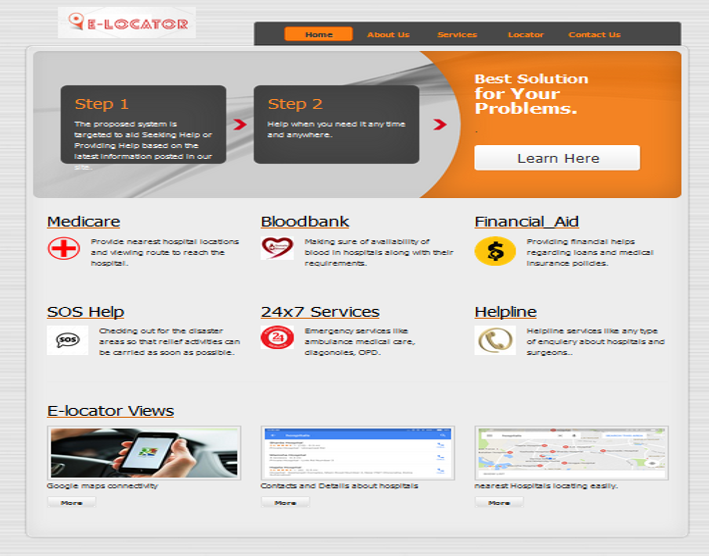 E-LOCATOR
Home About Us Services Locator Contact Us
Step 1
The proposed system is
targeted to aid Seeking Help or
Providing Help based on the
latest information posted in our
site.
Step 2
Help when you need it any time
and anywhere.
Best Solution
for Your
Problems.
.
Learn Here
Medicare
Provide nearest hospital locations
and viewing route to reach the
hospital.
Bloodbank
Making sure of availability of
blood in hospitals along with their
requirements.
Financial_Aid
Providing financial helps
regarding loans and medical
insurance policies.
SOS Help
SOS
Checking out for the disaster
areas so that relief activities can
be carried as soon as possible.
24x7 Services
24
Emergency services like
ambulance medical care,
diagonoles, OPD.
Helpline
Helpline services like any type
of enquiery about hospitals and
surgeons..
E-locator Views
hospitals
hospitals
Google maps connectivity
Contacts and Details about hospitals
nearest Hospitals locating easily.
More
More
More